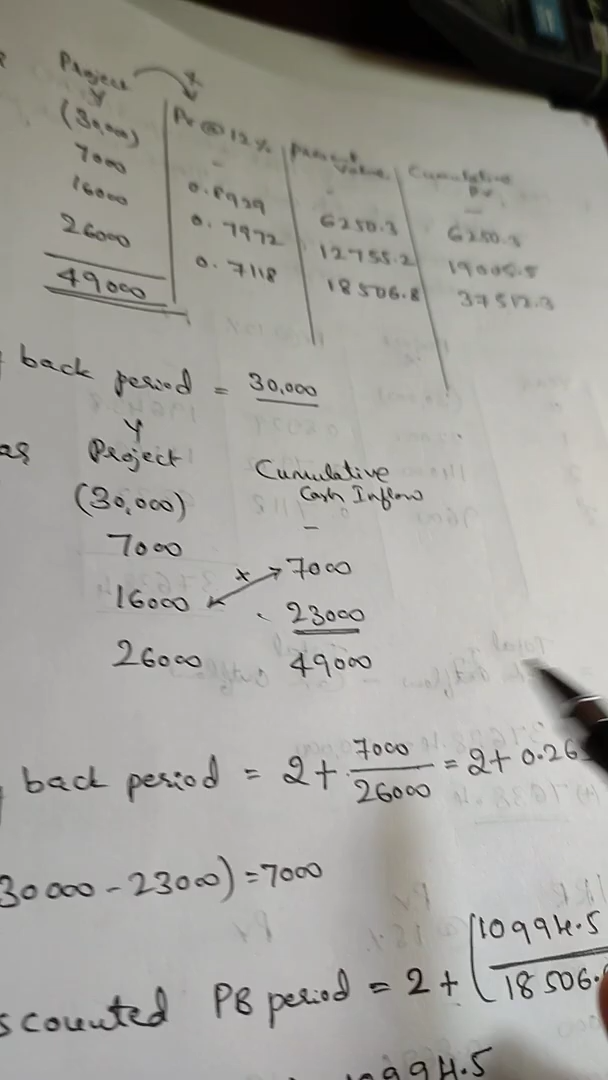 Project
Y
(30,000) PV @ 12% Present Value Cumulative PV
7000 0.8929 6250.3 6250.3
16000 0.7972 12755.2 19005.5
26000 0.7118 18506.8 37512.3
49000
back period = 30,000
Y
as Project Cumulative
Cash Inflow
(30,000) -
7000 7000
16000 23000
26000 49000
back period = 2 + 7000/26000 = 2 + 0.26
30000 - 23000) = 7000
scounted PB period = 2 + (10994.5/18506.
10994.5